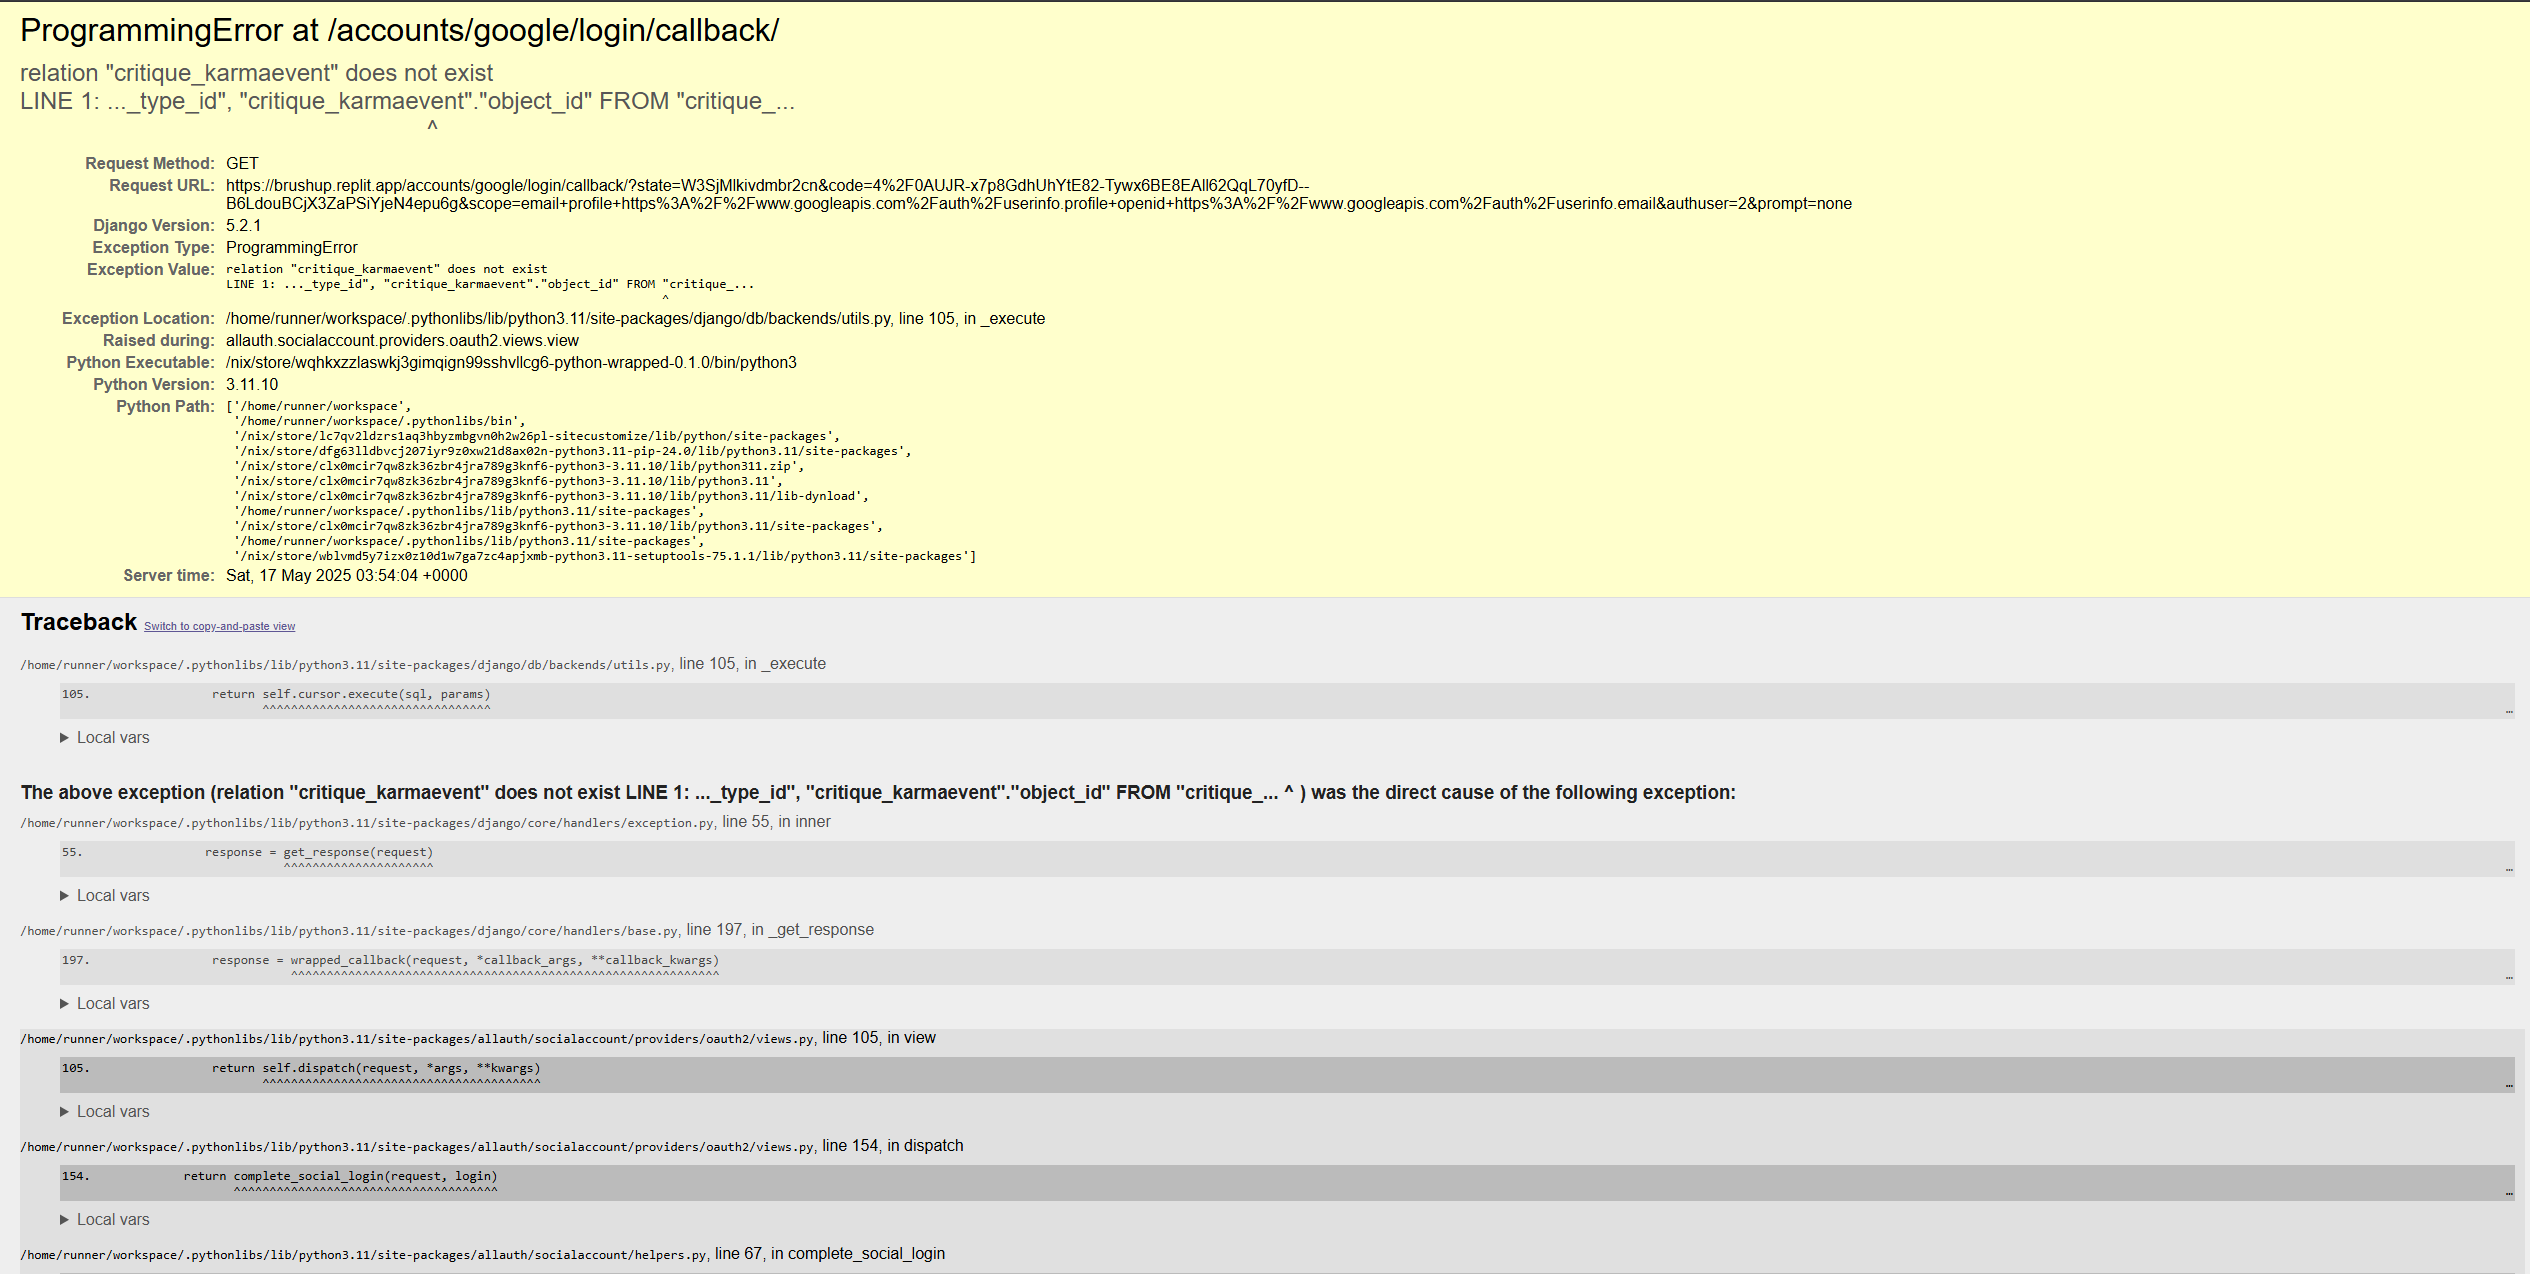 ProgrammingError at /accounts/google/login/callback/
relation "critique_karmaevent" does not exist
LINE 1: ..._type_id", "critique_karmaevent"."object_id" FROM "critique_...
^
Request Method: GET
Request URL: https://brushup.replit.app/accounts/google/login/callback/?state=W3SjMlkivdmbr2cn&code=4%2F0AUJR-x7p8GdhUhYtE82-Tywx6BE8EAll62QqL70yfD--
B6LdouBCjX3ZaPSiYjeN4epu6g&scope=email+profile+https%3A%2F%2Fwww.googleapis.com%2Fauth%2Fuserinfo.profile+openid+https%3A%2F%2Fwww.googleapis.com%2Fauth%2Fuserinfo.email&authuser=2&prompt=none
Django Version: 5.2.1
Exception Type: ProgrammingError
Exception Value: relation "critique_karmaevent" does not exist
LINE 1: ..._type_id", "critique_karmaevent"."object_id" FROM "critique_...
^
Exception Location: /home/runner/workspace/.pythonlibs/lib/python3.11/site-packages/django/db/backends/utils.py, line 105, in _execute
Raised during: allauth.socialaccount.providers.oauth2.views.view
Python Executable: /nix/store/wqhkxzzlaswkj3gimqign99sshvllcg6-python-wrapped-0.1.0/bin/python3
Python Version: 3.11.10
Python Path: ['/home/runner/workspace',
'/home/runner/workspace/.pythonlibs/bin',
'/nix/store/lc7qv2ldzrs1aq3hbyzmbgvn0h2w26pl-sitecustomize/lib/python/site-packages',
'/nix/store/dfg63lldbvcj207iyr9z0xw21d8ax02n-python3.11-pip-24.0/lib/python3.11/site-packages',
'/nix/store/clx0mcir7qw8zk36zbr4jra789g3knf6-python3-3.11.10/lib/python311.zip',
'/nix/store/clx0mcir7qw8zk36zbr4jra789g3knf6-python3-3.11.10/lib/python3.11',
'/nix/store/clx0mcir7qw8zk36zbr4jra789g3knf6-python3-3.11.10/lib/python3.11/lib-dynload',
'/home/runner/workspace/.pythonlibs/lib/python3.11/site-packages',
'/nix/store/clx0mcir7qw8zk36zbr4jra789g3knf6-python3-3.11.10/lib/python3.11/site-packages',
'/home/runner/workspace/.pythonlibs/lib/python3.11/site-packages',
'/nix/store/wblvmd5y7izx0z10d1w7ga7zc4apjxmb-python3.11-setuptools-75.1.1/lib/python3.11/site-packages']
Server time: Sat, 17 May 2025 03:54:04 +0000
Traceback Switch to copy-and-paste view
/home/runner/workspace/.pythonlibs/lib/python3.11/site-packages/django/db/backends/utils.py, line 105, in _execute
105. return self.cursor.execute(sql, params)
^^^^^^^^^^^^^^^^^^^^^^^^^^^^^^^^ …
▶ Local vars
The above exception (relation "critique_karmaevent" does not exist LINE 1: ..._type_id", "critique_karmaevent"."object_id" FROM "critique_... ^ ) was the direct cause of the following exception:
/home/runner/workspace/.pythonlibs/lib/python3.11/site-packages/django/core/handlers/exception.py, line 55, in inner
55. response = get_response(request)
^^^^^^^^^^^^^^^^^^^^^ …
▶ Local vars
/home/runner/workspace/.pythonlibs/lib/python3.11/site-packages/django/core/handlers/base.py, line 197, in _get_response
197. response = wrapped_callback(request, *callback_args, **callback_kwargs)
^^^^^^^^^^^^^^^^^^^^^^^^^^^^^^^^^^^^^^^^^^^^^^^^^^^^^^^^^^^^ …
▶ Local vars
/home/runner/workspace/.pythonlibs/lib/python3.11/site-packages/allauth/socialaccount/providers/oauth2/views.py, line 105, in view
105. return self.dispatch(request, *args, **kwargs)
^^^^^^^^^^^^^^^^^^^^^^^^^^^^^^^^^^^^^^^ …
▶ Local vars
/home/runner/workspace/.pythonlibs/lib/python3.11/site-packages/allauth/socialaccount/providers/oauth2/views.py, line 154, in dispatch
154. return complete_social_login(request, login)
^^^^^^^^^^^^^^^^^^^^^^^^^^^^^^^^^^^^^ …
▶ Local vars
/home/runner/workspace/.pythonlibs/lib/python3.11/site-packages/allauth/socialaccount/helpers.py, line 67, in complete_social_login